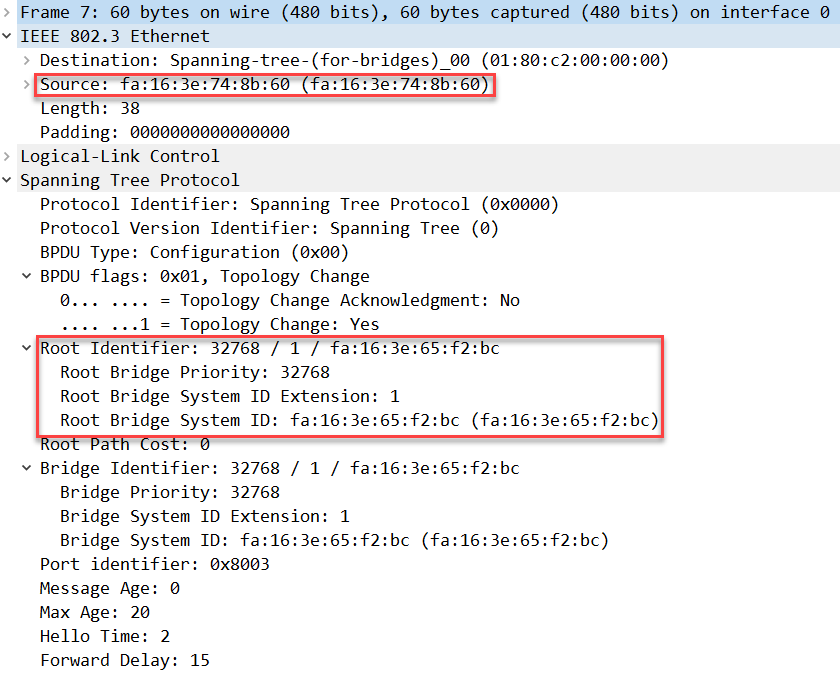 Frame 7: 60 bytes on wire (480 bits), 60 bytes captured (480 bits) on interface 0
IEEE 802.3 Ethernet
Destination: Spanning-tree-(for-bridges)_00 (01:80:c2:00:00:00)
Source: fa:16:3e:74:8b:60 (fa:16:3e:74:8b:60)
Length: 38
Padding: 0000000000000000
Logical-Link Control
Spanning Tree Protocol
Protocol Identifier: Spanning Tree Protocol (0x0000)
Protocol Version Identifier: Spanning Tree (0)
BPDU Type: Configuration (0x00)
BPDU flags: 0x01, Topology Change
0... .... = Topology Change Acknowledgment: No
.... ...1 = Topology Change: Yes
Root Identifier: 32768 / 1 / fa:16:3e:65:f2:bc
Root Bridge Priority: 32768
Root Bridge System ID Extension: 1
Root Bridge System ID: fa:16:3e:65:f2:bc (fa:16:3e:65:f2:bc)
Root Path Cost: 0
Bridge Identifier: 32768 / 1 / fa:16:3e:65:f2:bc
Bridge Priority: 32768
Bridge System ID Extension: 1
Bridge System ID: fa:16:3e:65:f2:bc (fa:16:3e:65:f2:bc)
Port identifier: 0x8003
Message Age: 0
Max Age: 20
Hello Time: 2
Forward Delay: 15